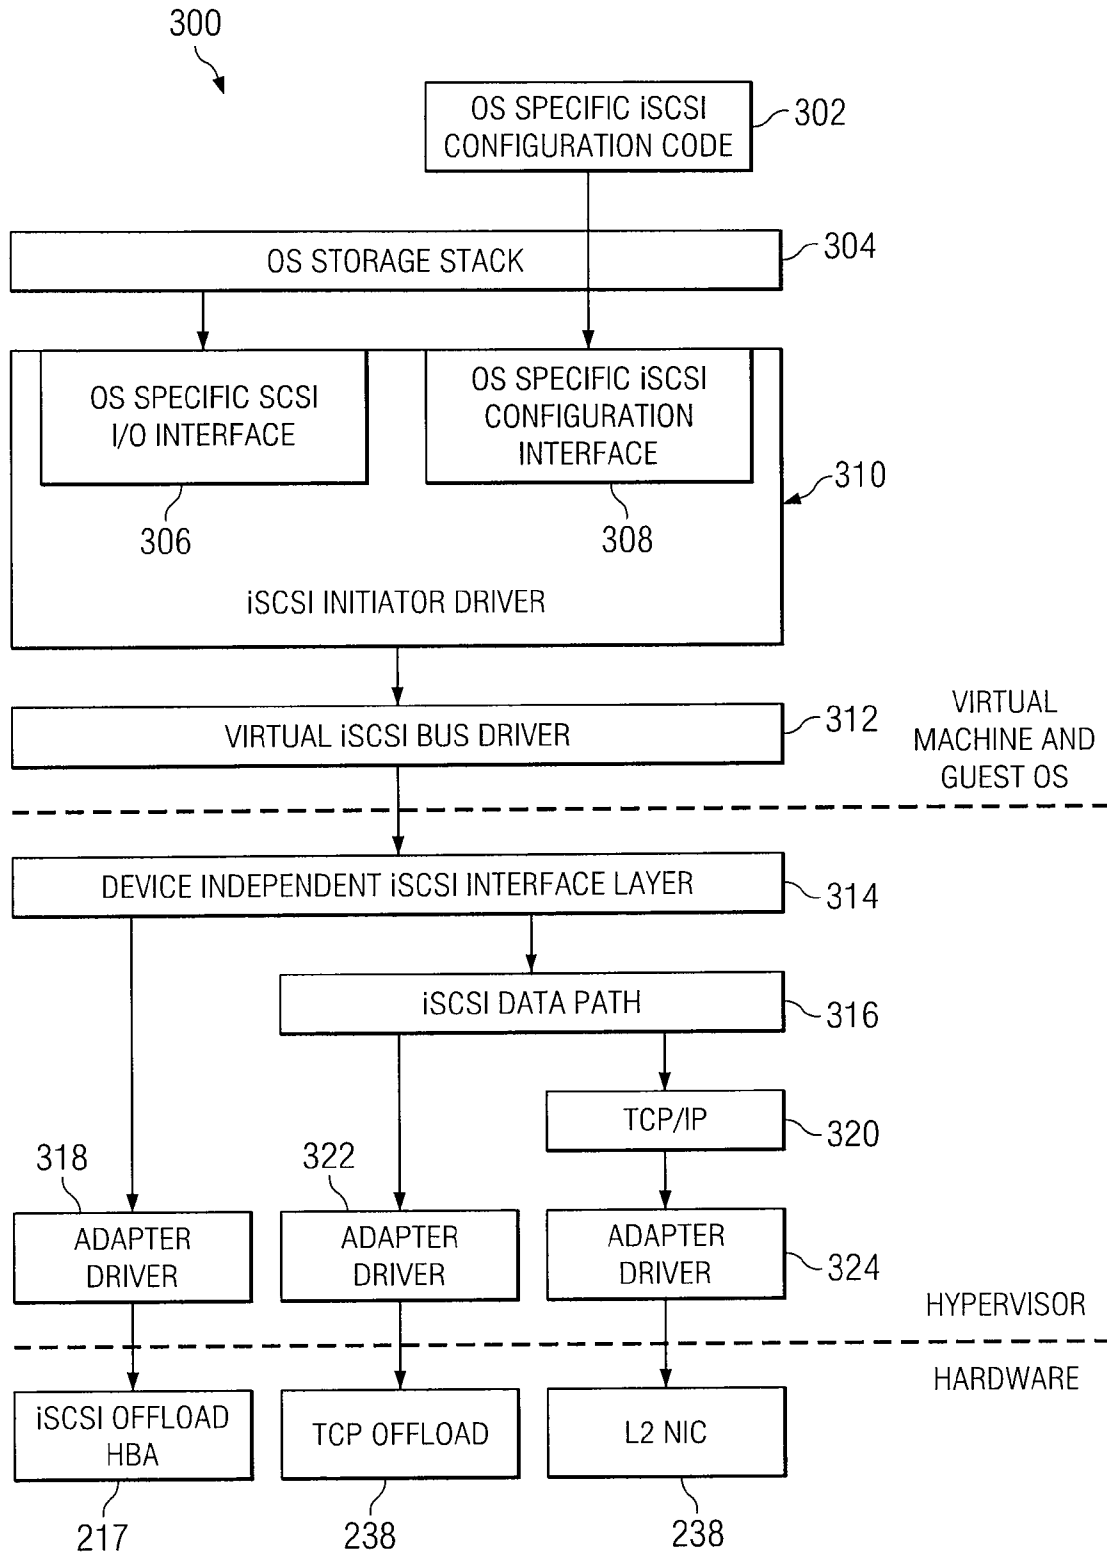 300
OS SPECIFIC iSCSI
CONFIGURATION CODE
302
OS STORAGE STACK
304
OS SPECIFIC SCSI
I/O INTERFACE
306
OS SPECIFIC iSCSI
CONFIGURATION
INTERFACE
308
310
iSCSI INITIATOR DRIVER
VIRTUAL iSCSI BUS DRIVER
312
VIRTUAL
MACHINE AND
GUEST OS
DEVICE INDEPENDENT iSCSI INTERFACE LAYER
314
iSCSI DATA PATH
316
TCP/IP
320
318
ADAPTER
DRIVER
322
ADAPTER
DRIVER
ADAPTER
DRIVER
324
HYPERVISOR
HARDWARE
iSCSI OFFLOAD
HBA
217
TCP OFFLOAD
238
L2 NIC
238